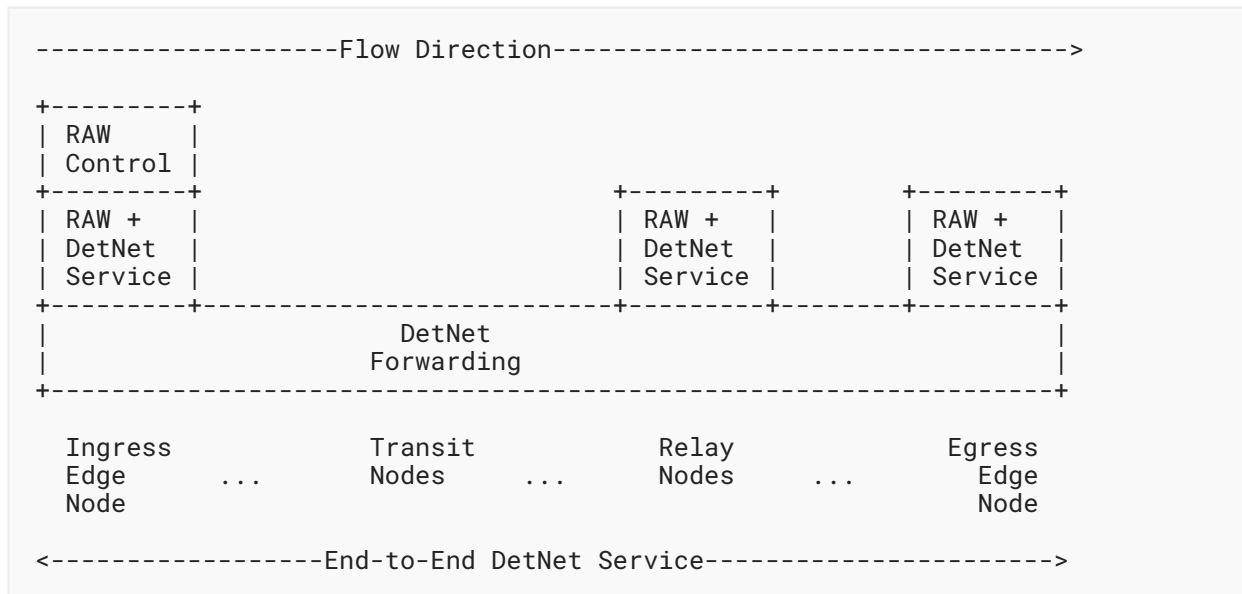 --------------------Flow Direction---------------------------------->
+---------+
| RAW     |
| Control |
+---------+                            +---------+        +---------+
| RAW +   |                            | RAW +   |        | RAW +   |
| DetNet  |                            | DetNet  |        | DetNet  |
| Service |                            | Service |        | Service |
+---------+----------------------------+---------+--------+---------+
|                       DetNet                                      |
|                     Forwarding                                    |
+-------------------------------------------------------------------+
  Ingress             Transit            Relay              Egress
  Edge      ...       Nodes     ...      Nodes     ...        Edge
  Node                                                        Node
<-------------------End-to-End DetNet Service----------------------->